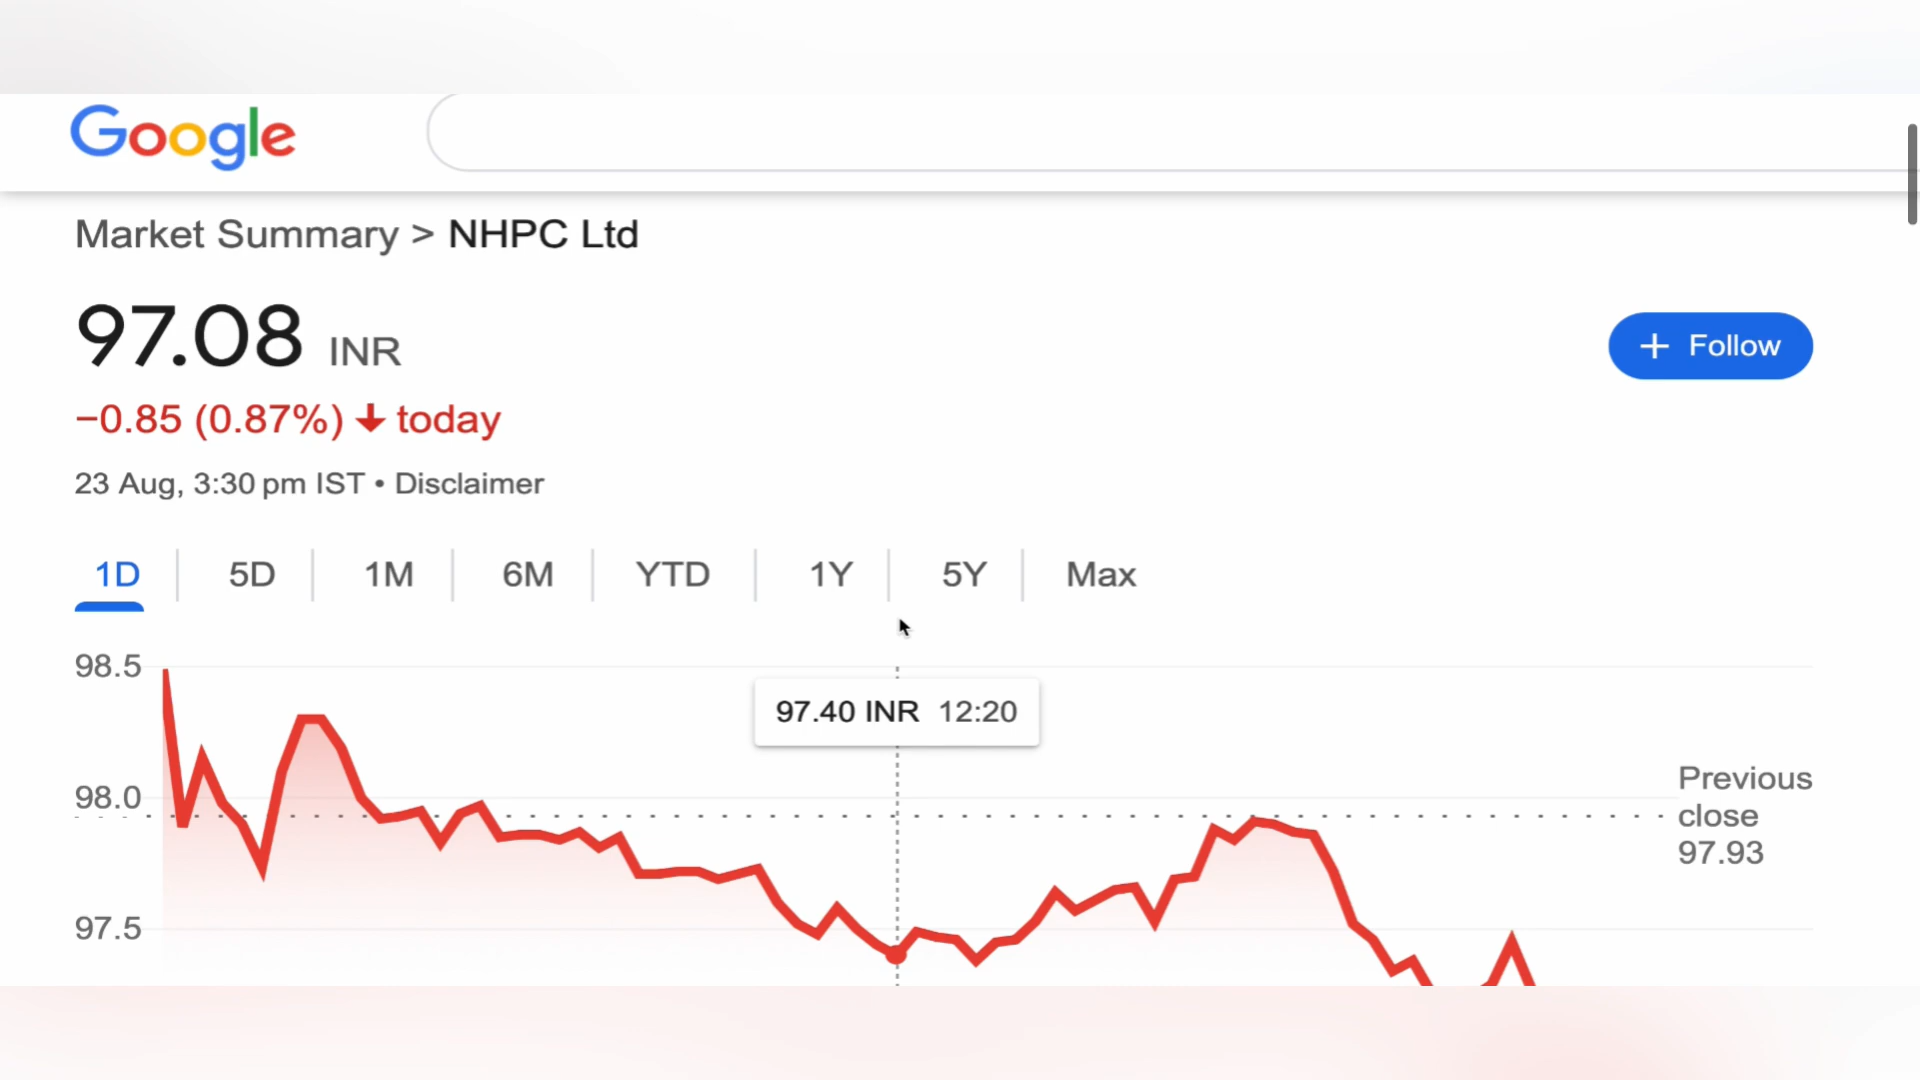 Google
Market Summary > NHPC Ltd
97.08 INR
+ Follow
−0.85 (0.87%) ↓ today
23 Aug, 3:30 pm IST • Disclaimer
1D 5D 1M 6M YTD 1Y 5Y Max
98.5
97.40 INR 12:20
98.0
Previous
close
97.93
97.5